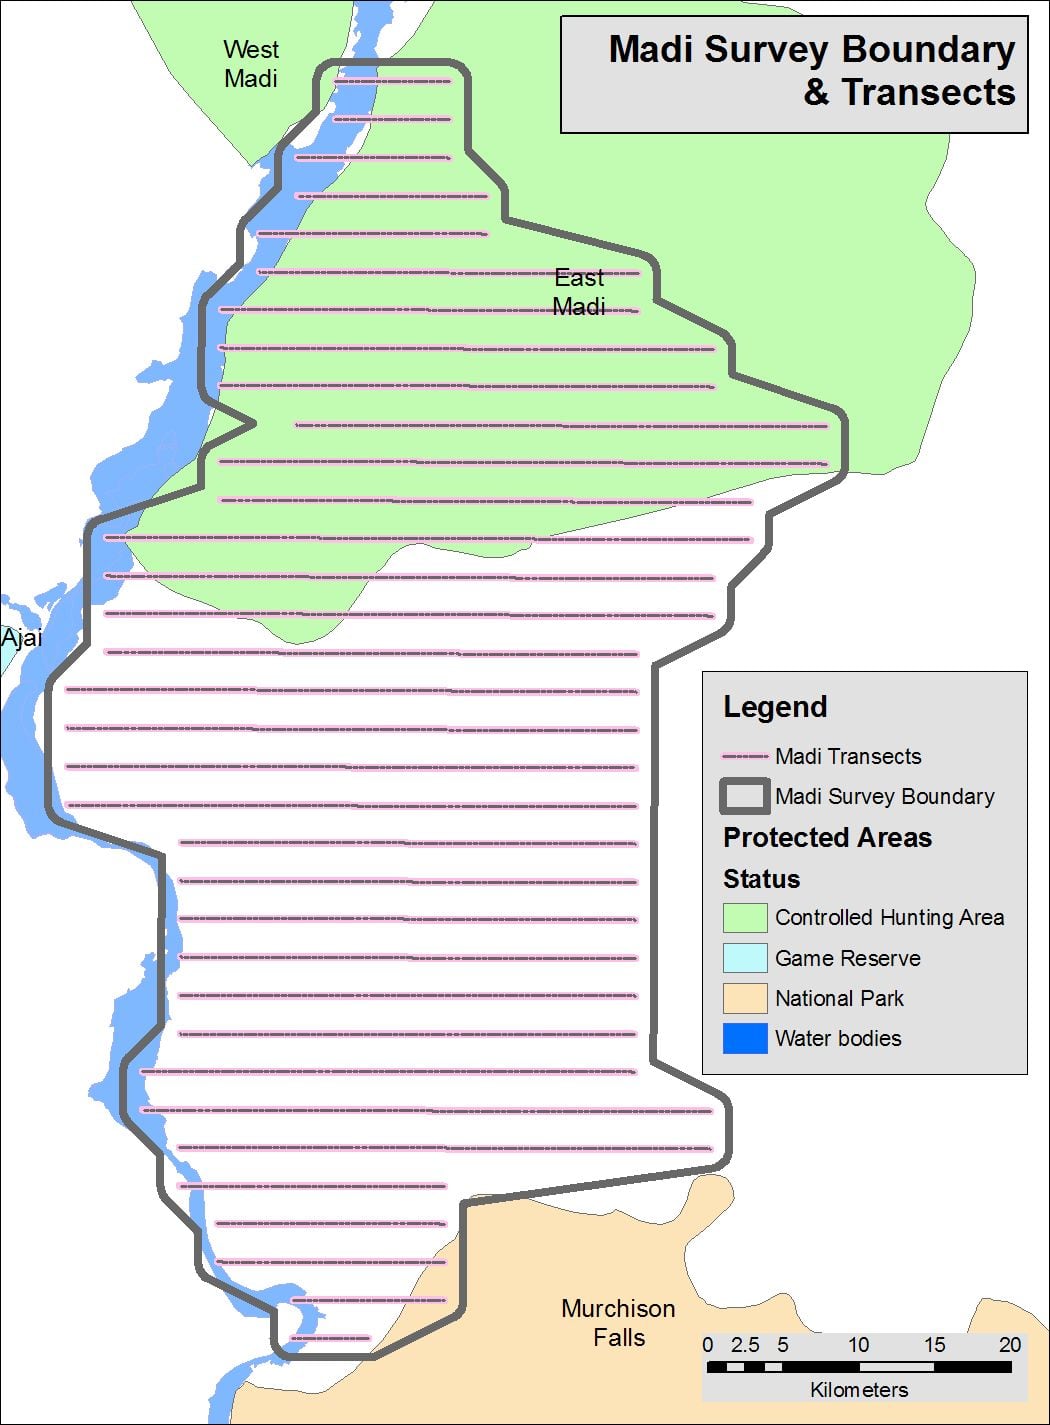 West
Madi
Madi Survey Boundary
& Transects
East
Madi
Ajai
Legend
Madi Transects
Madi Survey Boundary
Protected Areas
Status
Controlled Hunting Area
Game Reserve
National Park
Water bodies
Murchison
Falls
0 2.5 5 10 15 20
Kilometers